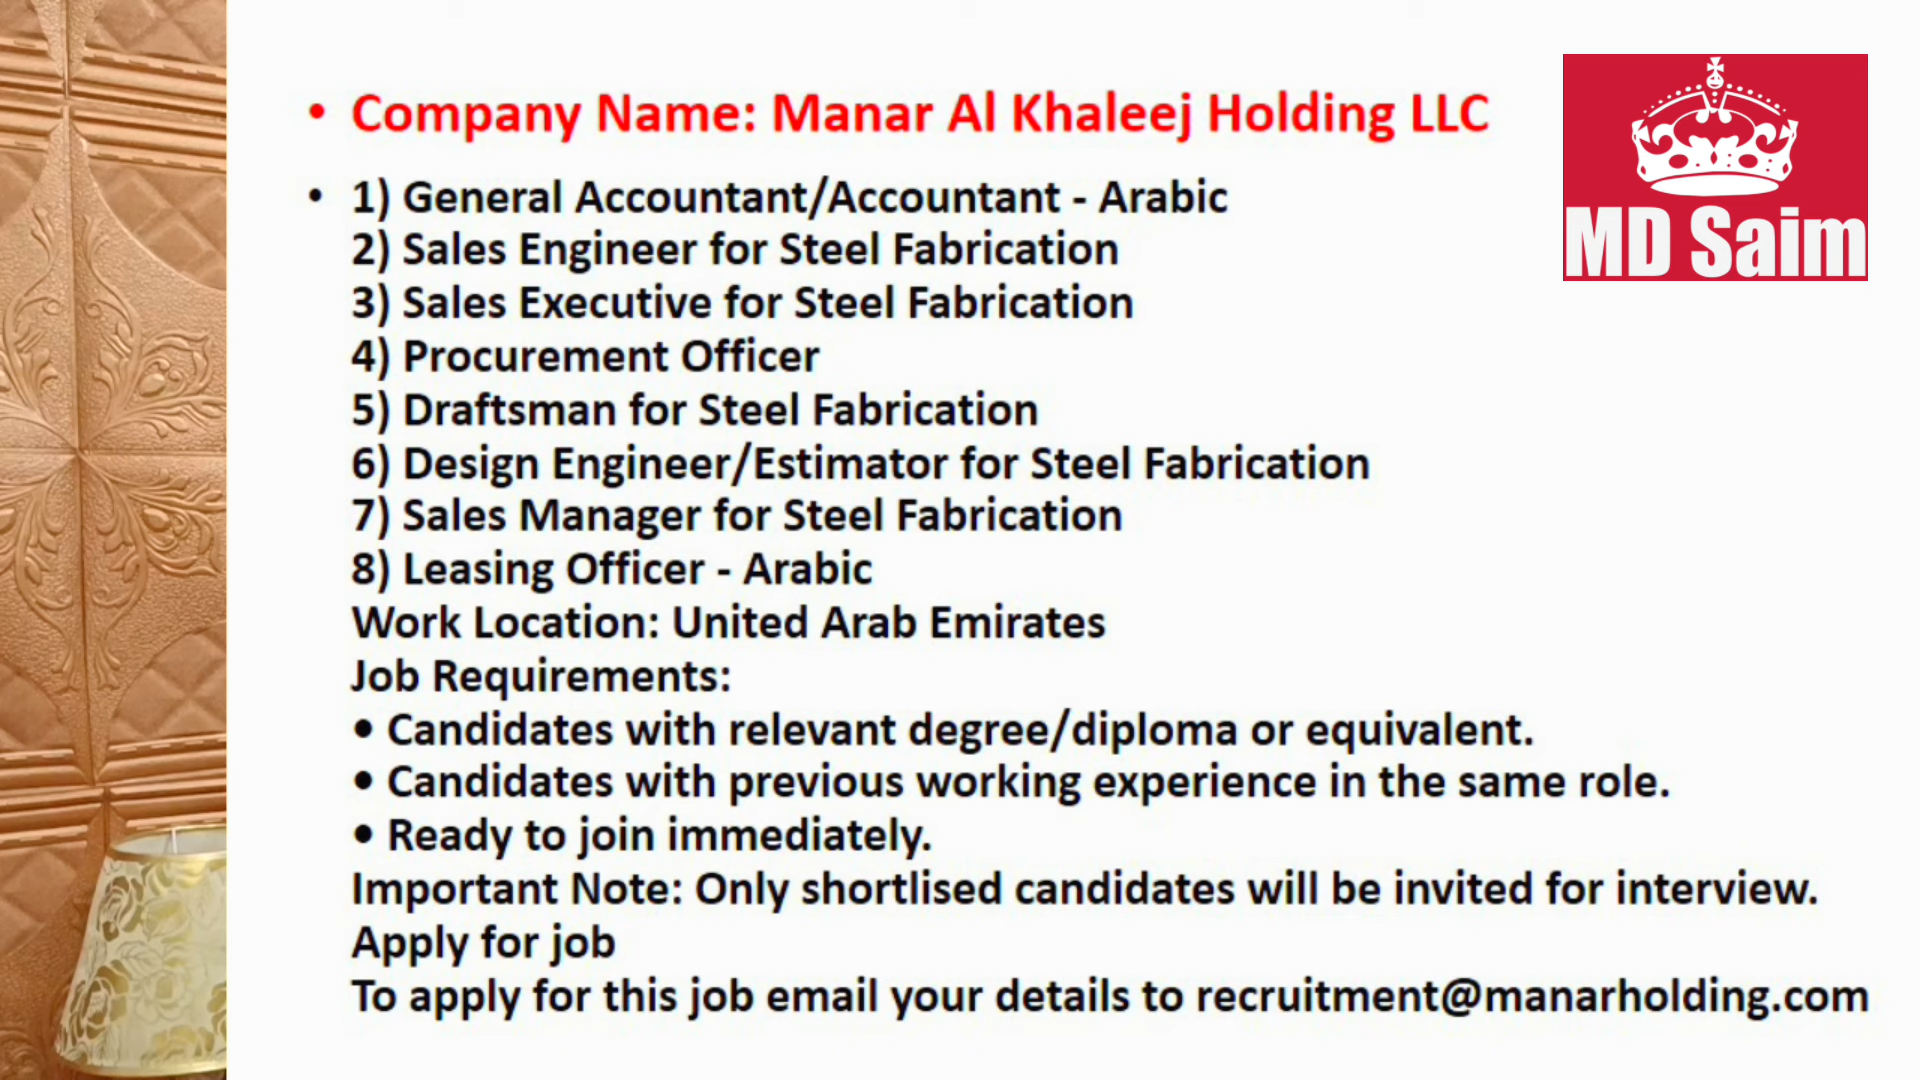 • Company Name: Manar Al Khaleej Holding LLC
MD Saim
• 1) General Accountant/Accountant - Arabic
2) Sales Engineer for Steel Fabrication
3) Sales Executive for Steel Fabrication
4) Procurement Officer
5) Draftsman for Steel Fabrication
6) Design Engineer/Estimator for Steel Fabrication
7) Sales Manager for Steel Fabrication
8) Leasing Officer - Arabic
Work Location: United Arab Emirates
Job Requirements:
• Candidates with relevant degree/diploma or equivalent.
• Candidates with previous working experience in the same role.
• Ready to join immediately.
Important Note: Only shortlised candidates will be invited for interview.
Apply for job
To apply for this job email your details to recruitment@manarholding.com